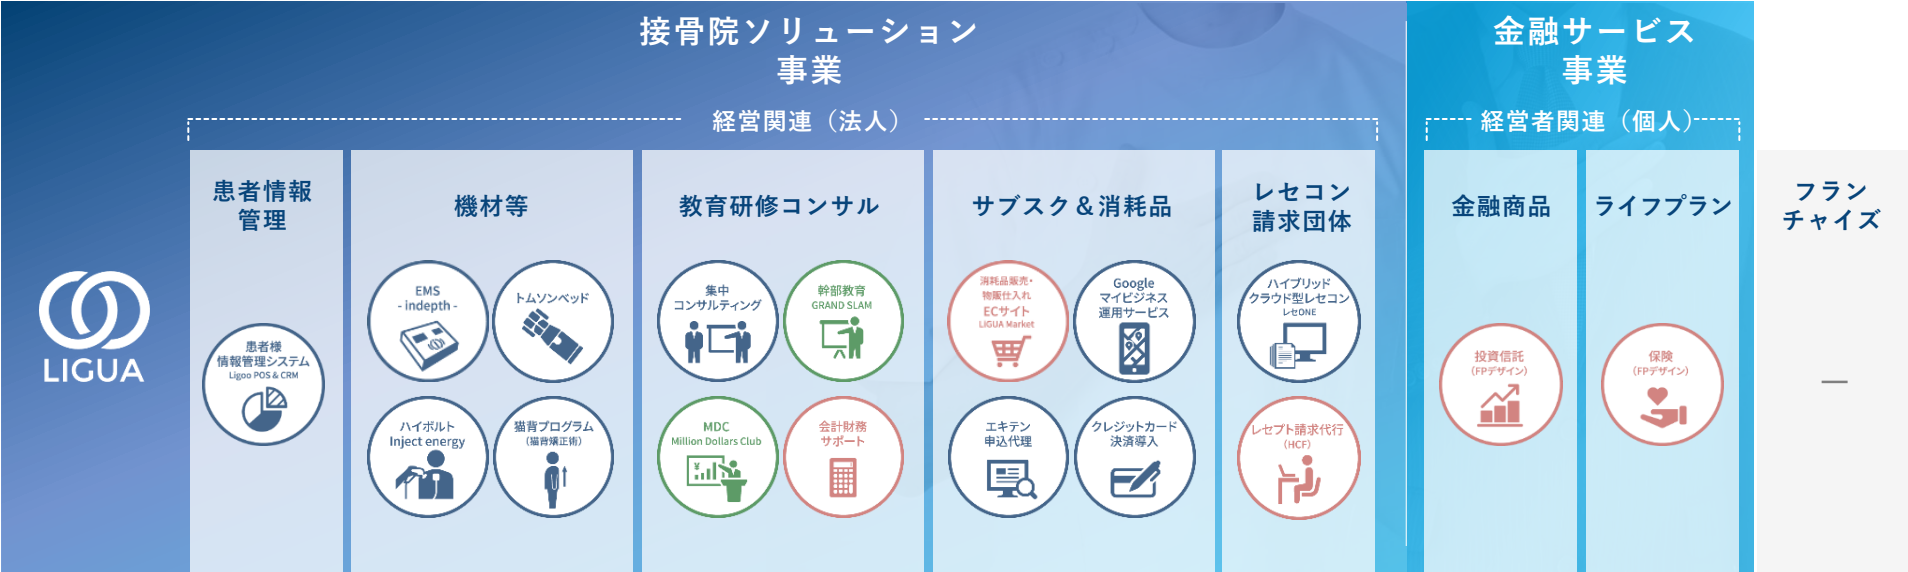 接骨院ソリューション
事業
金融サービス
事業
経営関連（法人）
経営者関連（個人）
患者情報
管理
機材等
教育研修コンサル
サブスク＆消耗品
レセコン
請求団体
金融商品
ライフプラン
フラン
チャイズ
LIGUA
患者様
情報管理システム
Ligoo POS & CRM
EMS
- indepth -
トムソンベッド
ハイボルト
Inject energy
猫背プログラム
（猫背矯正術）
集中
コンサルティング
幹部教育
GRAND SLAM
MDC
Million Dollars Club
会計財務
サポート
消耗品販売・
物販仕入れ
ECサイト
LIGUA Market
Google
マイビジネス
運用サービス
エキテン
申込代理
クレジットカード
決済導入
ハイブリッド
クラウド型レセコン
レセONE
レセプト請求代行
（HCF）
投資信託
（FPデザイン）
保険
（FPデザイン）
—